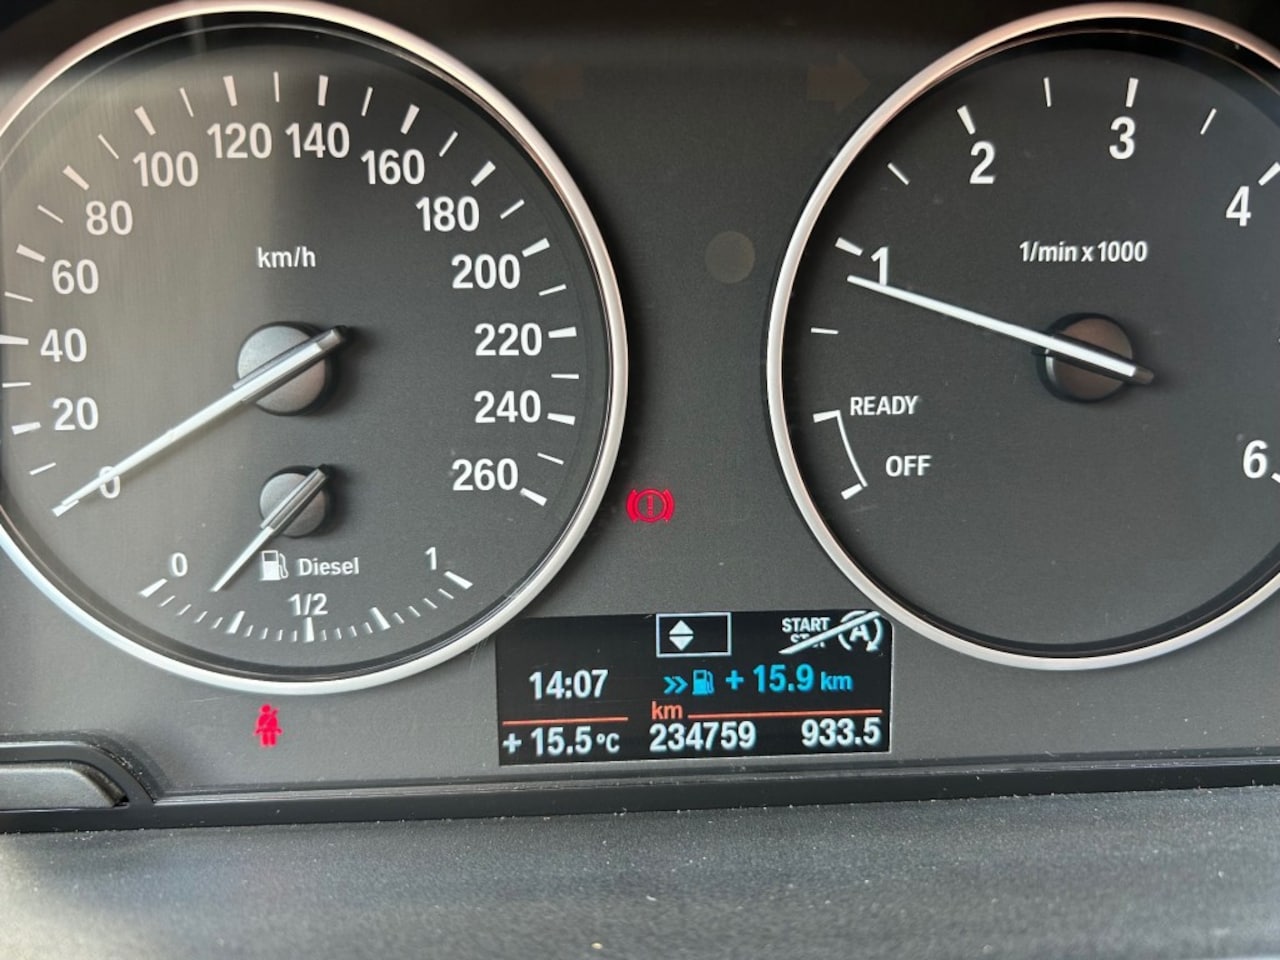 120 140
100 160
80 180
60 km/h 200
40 220
20 240
0 260
0 Diesel 1
1/2
2 3
4
1 1/min x 1000
READY
OFF
6
START
14:07 + 15.9 km
km
+ 15.5°C 234759 933.5